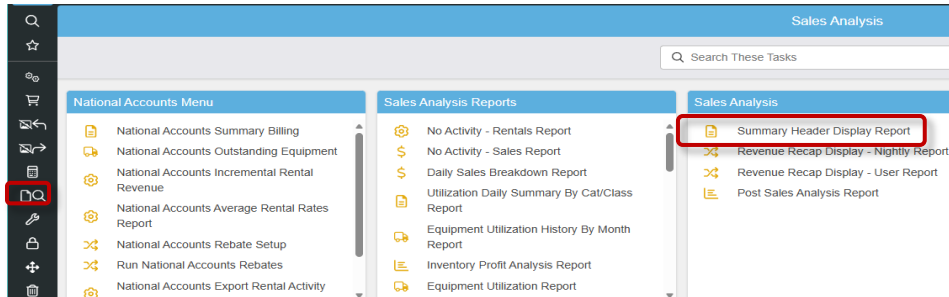 Sales Analysis
Search These Tasks
National Accounts Menu
National Accounts Summary Billing
National Accounts Outstanding Equipment
National Accounts Incremental Rental
Revenue
National Accounts Average Rental Rates
Report
National Accounts Rebate Setup
Run National Accounts Rebates
National Accounts Export Rental Activity
Sales Analysis Reports
No Activity - Rentals Report
No Activity - Sales Report
Daily Sales Breakdown Report
Utilization Daily Summary By Cat/Class
Report
Equipment Utilization History By Month
Report
Inventory Profit Analysis Report
Equipment Utilization Report
Sales Analysis
Summary Header Display Report
Revenue Recap Display - Nightly Report
Revenue Recap Display - User Report
Post Sales Analysis Report